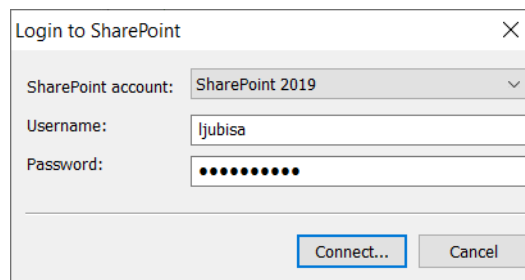 Login to SharePoint
SharePoint account: SharePoint 2019
Username: ljubisa
Password: ●●●●●●●●●●
Connect... Cancel